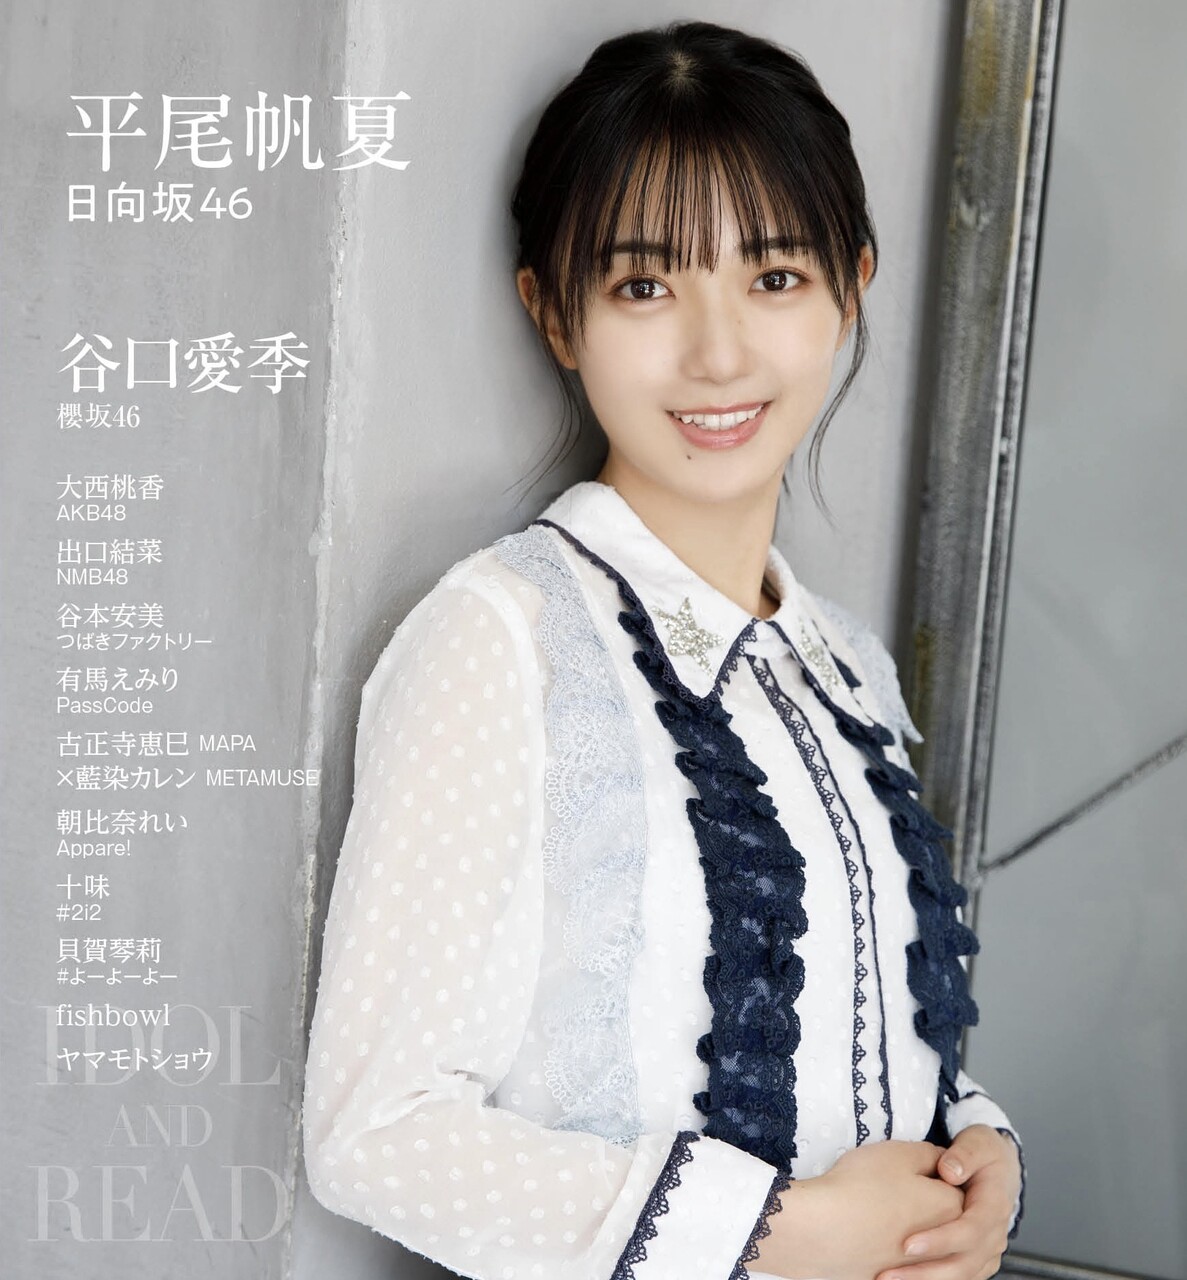 平尾帆夏
日向坂46
谷口愛季
櫻坂46
大西桃香
AKB48
出口結菜
NMB48
谷本安美
つばきファクトリー
有馬えみり
PassCode
古正寺恵巳 MAPA
×藍染カレン METAMUSE
朝比奈れい
Appare!
十味
#2i2
貝賀琴莉
#よーよーよー
fishbowl
ヤマモトショウ
IDOL
AND
READ